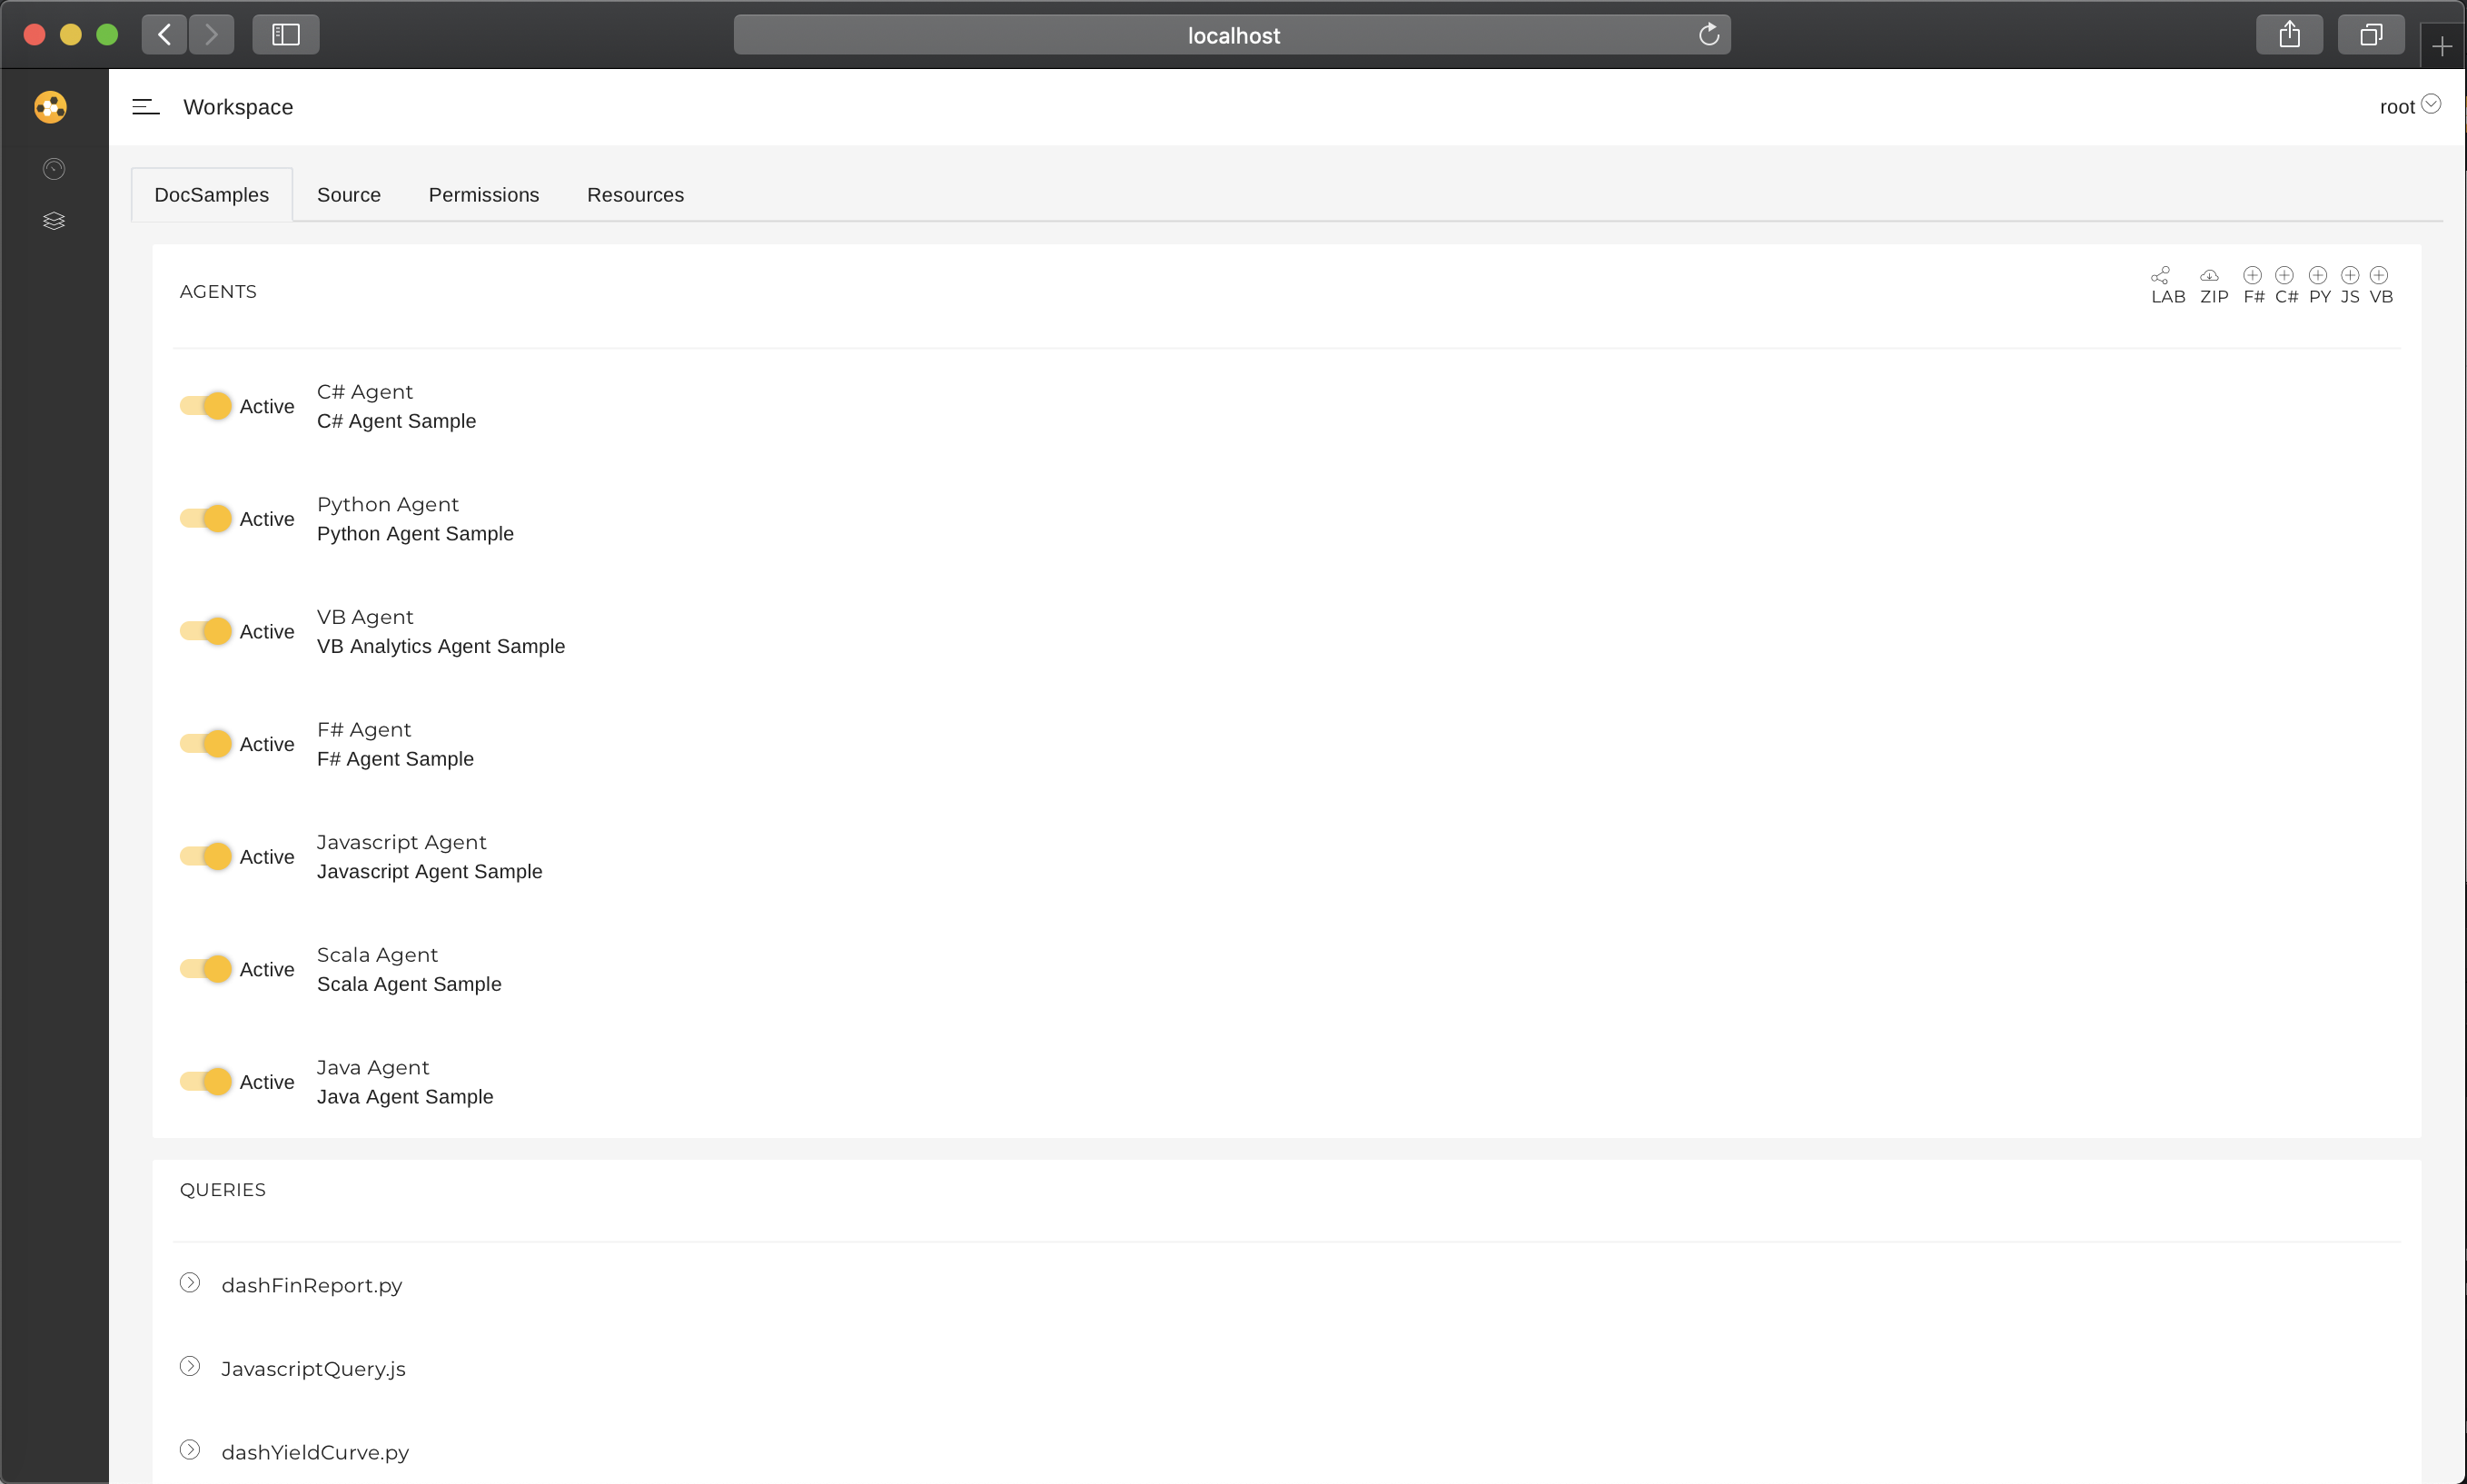 localhost
Workspace
root
DocSamples Source Permissions Resources
AGENTS
LAB ZIP F# C# PY JS VB
C# Agent
Active
C# Agent Sample
Python Agent
Active
Python Agent Sample
VB Agent
Active
VB Analytics Agent Sample
F# Agent
Active
F# Agent Sample
Javascript Agent
Active
Javascript Agent Sample
Scala Agent
Active
Scala Agent Sample
Java Agent
Active
Java Agent Sample
QUERIES
dashFinReport.py
JavascriptQuery.js
dashYieldCurve.py